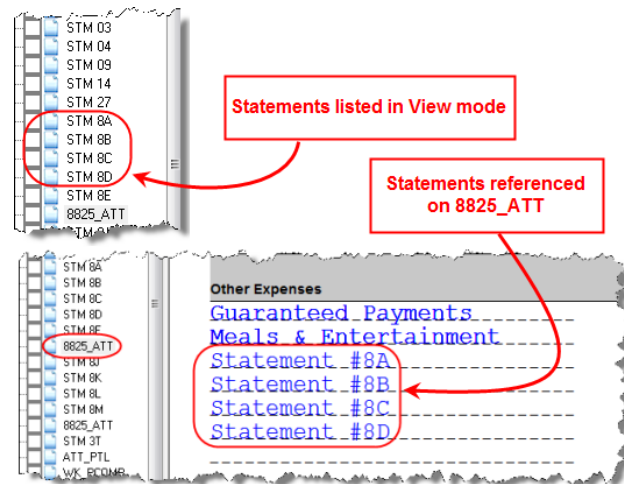 STM 03
STM 04
STM 09
STM 14
STM 27
STM 8A
STM 8B
STM 8C
STM 8D
STM 8E
8825_ATT
Statements listed in View mode
Statements referenced
on 8825_ATT
STM 8A
STM 8B
STM 8C
STM 8D
STM 8E
8825_ATT
STM 8J
STM 8K
STM 8L
STM 8M
8825_ATT
STM 3T
ATT_PTL
WK_PCOMP
Other Expenses
Guaranteed Payments
Meals & Entertainment
Statement #8A
Statement #8B
Statement #8C
Statement #8D